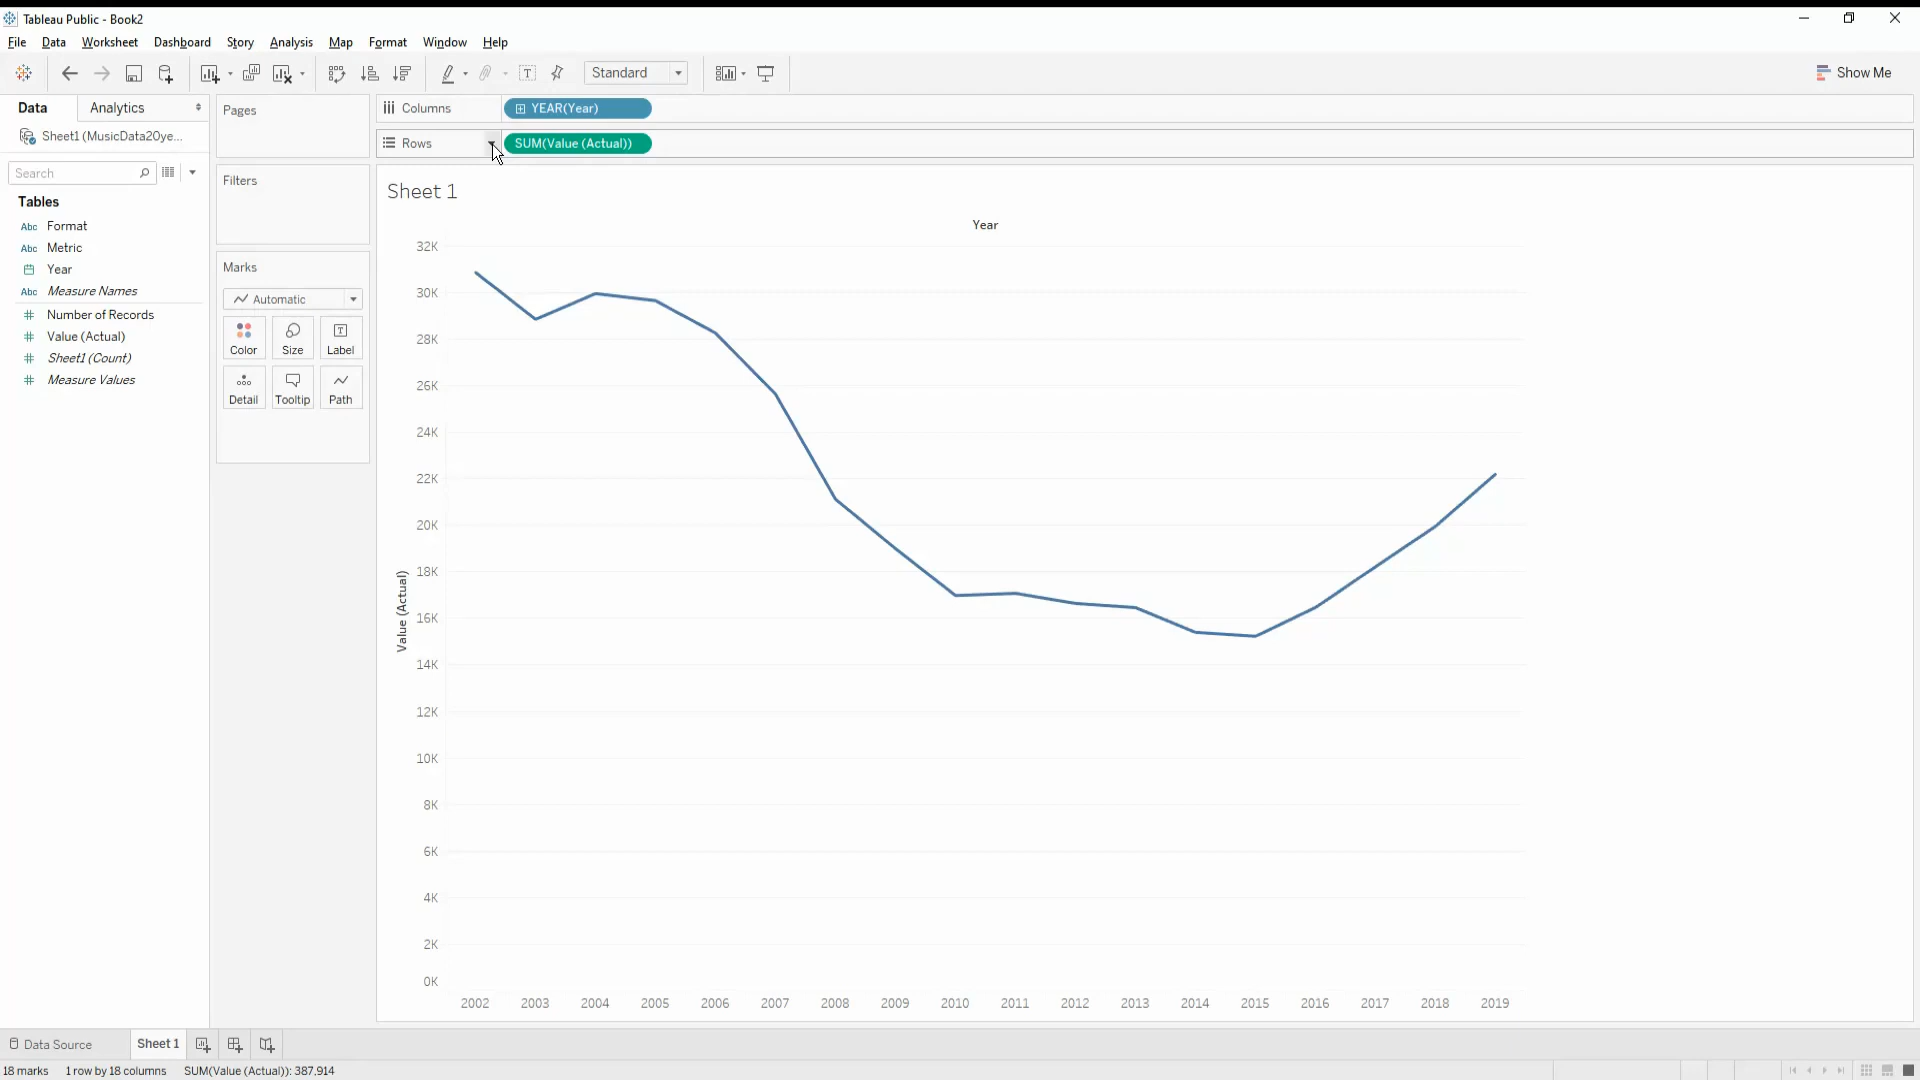 Tableau Public - Book2
File Data Worksheet Dashboard Story Analysis Map Format Window Help
Standard
Show Me
Data Analytics
Sheet1 (MusicData20ye...
Search
Tables
Abc Format
Abc Metric
Year
Abc Measure Names
# Number of Records
# Value (Actual)
# Sheet1 (Count)
# Measure Values
Pages
Filters
Marks
Automatic
Color Size Label
Detail Tooltip Path
Columns YEAR(Year)
Rows SUM(Value (Actual))
Sheet 1
Year
Value (Actual)
32K
30K
28K
26K
24K
22K
20K
18K
16K
14K
12K
10K
8K
6K
4K
2K
0K
2002 2003 2004 2005 2006 2007 2008 2009 2010 2011 2012 2013 2014 2015 2016 2017 2018 2019
Data Source Sheet 1
18 marks 1 row by 18 columns SUM(Value (Actual)): 387,914